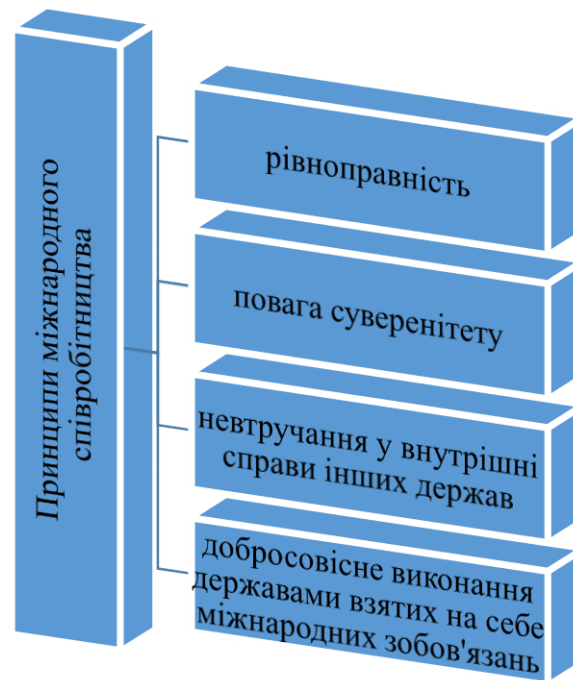 Принципи міжнародного
співробітництва
рівноправність
повага суверенітету
невтручання у внутрішні
справи інших держав
добросовісне виконання
державами взятих на себе
міжнародних зобов'язань